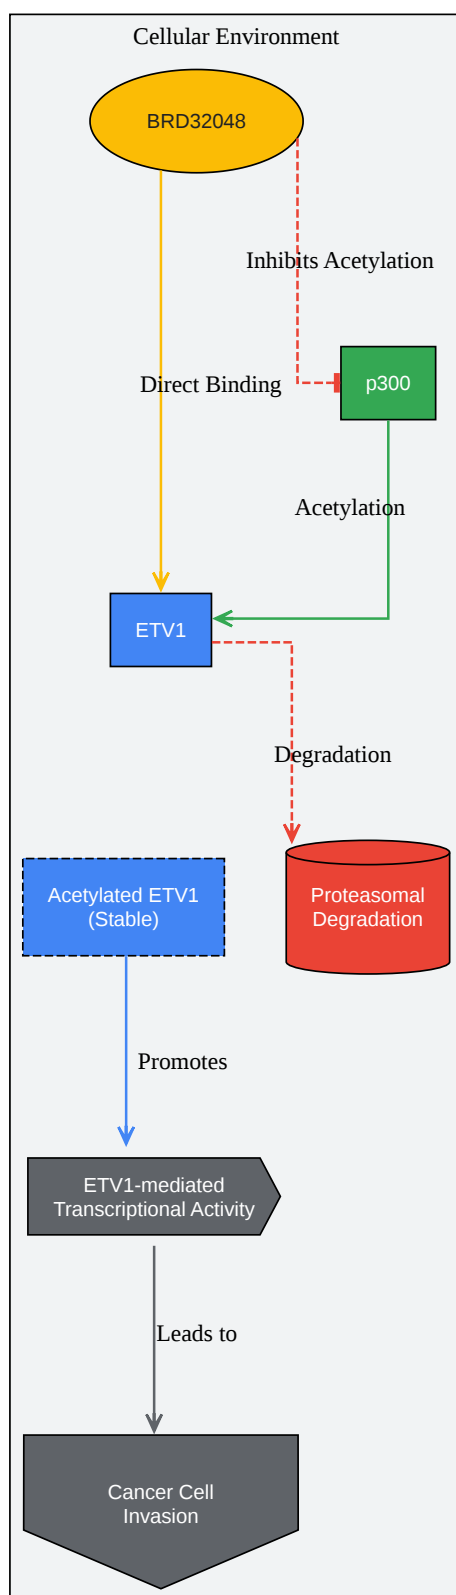 Cellular Environment
BRD32048
Inhibits Acetylation
Direct Binding
p300
Acetylation
ETV1
Degradation
Acetylated ETV1
(Stable)
Proteasomal
Degradation
Promotes
ETV1-mediated
Transcriptional Activity
Leads to
Cancer Cell
Invasion